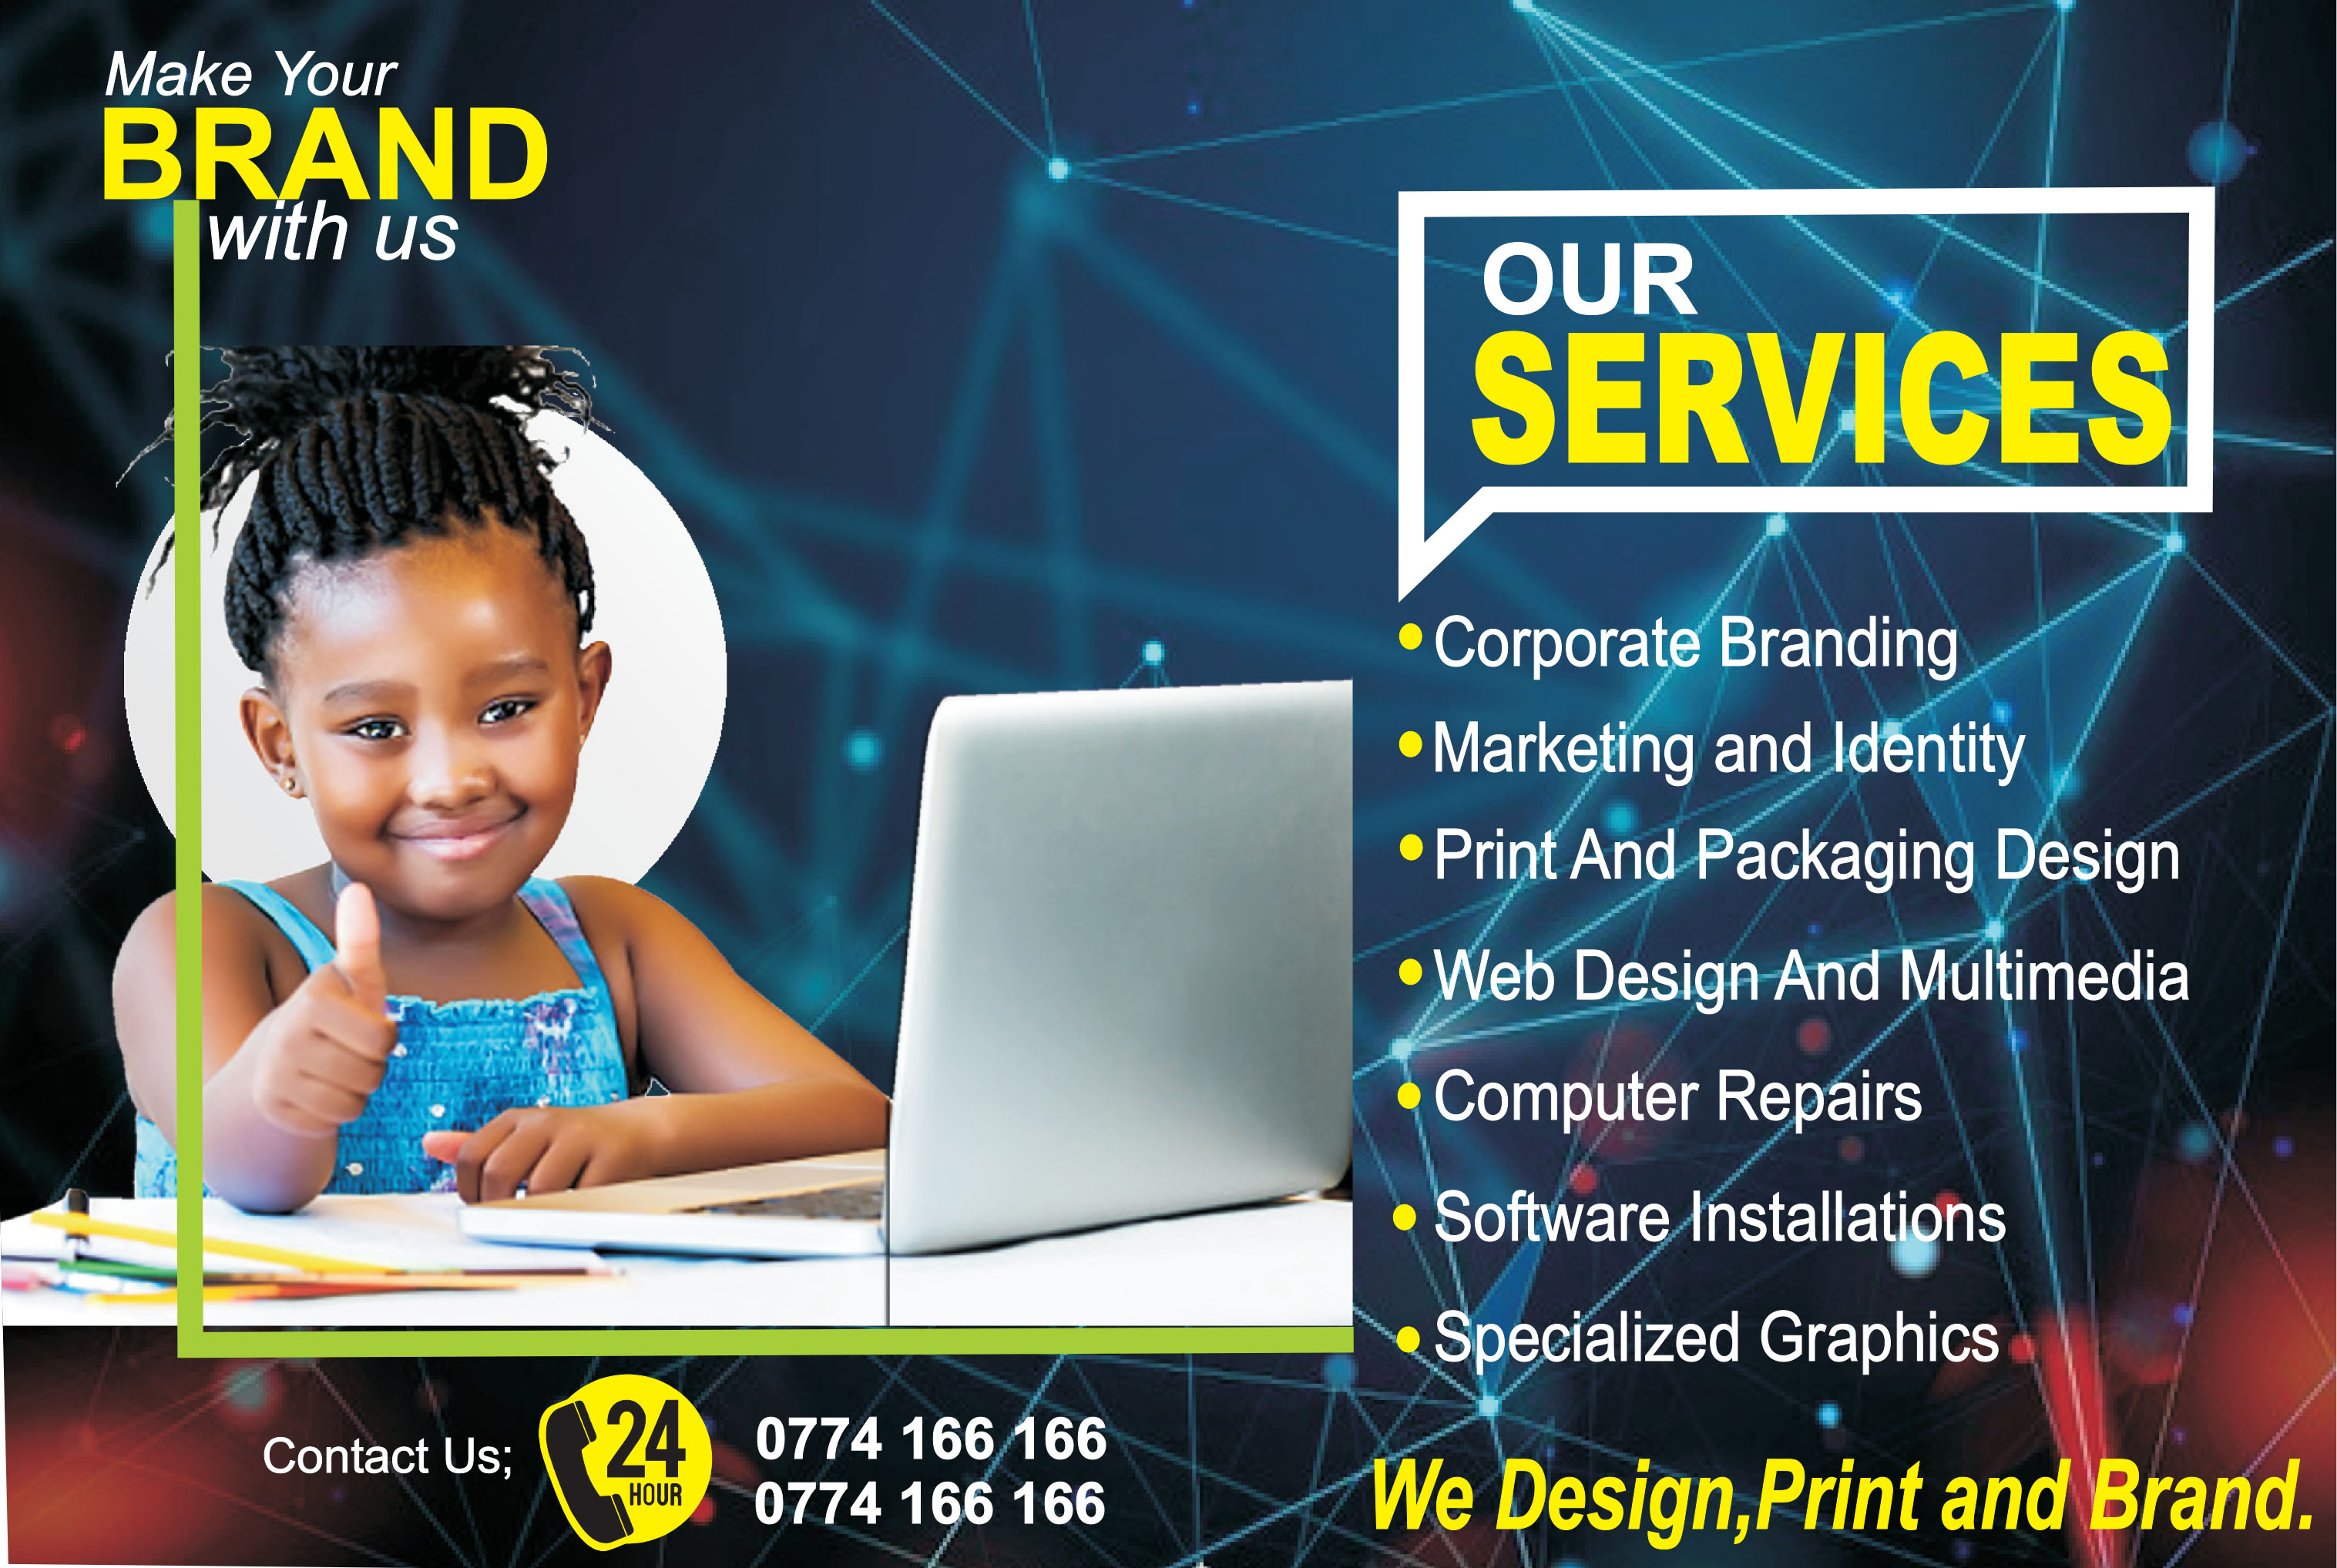 Make Your
BRAND
with us
OUR
SERVICES
• Corporate Branding
• Marketing and Identity
• Print And Packaging Design
• Web Design And Multimedia
• Computer Repairs
• Software Installations
• Specialized Graphics
Contact Us;
24
HOUR
0774 166 166
0774 166 166
We Design,Print and Brand.